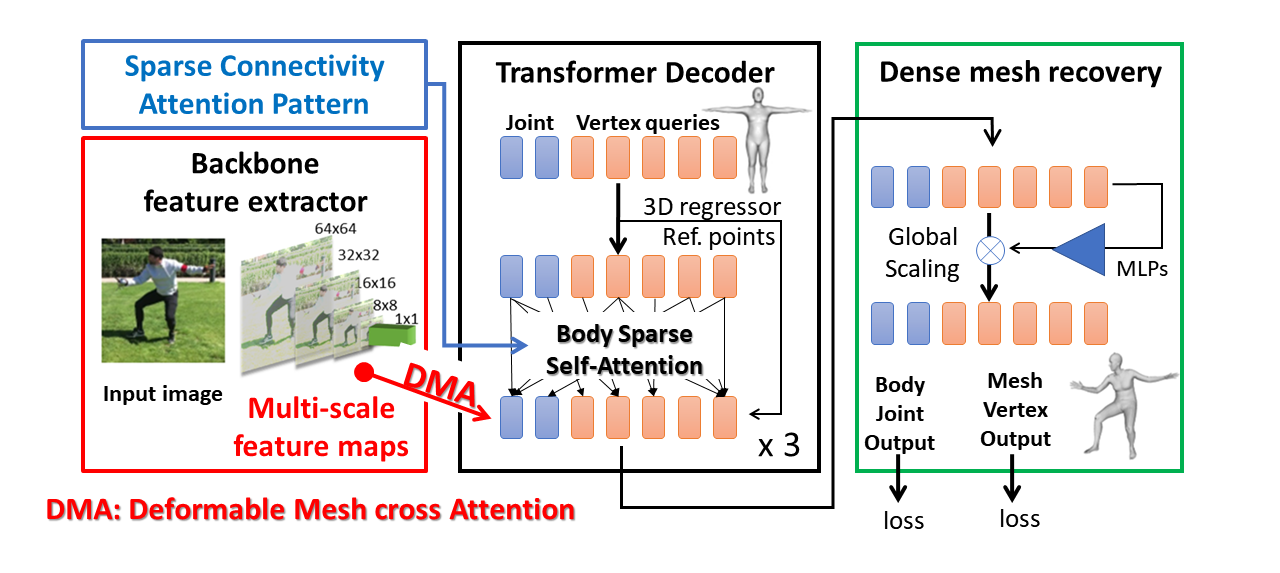 Sparse Connectivity
Attention Pattern
Backbone
feature extractor
64x64
32x32
16x16
8x8
1x1
Input image
Multi-scale
feature maps
DMA
Transformer Decoder
Joint Vertex queries
3D regressor
Ref. points
Body Sparse
Self-Attention
x 3
Dense mesh recovery
Global
Scaling
MLPs
Body
Joint
Output
Mesh
Vertex
Output
loss
loss
DMA: Deformable Mesh cross Attention